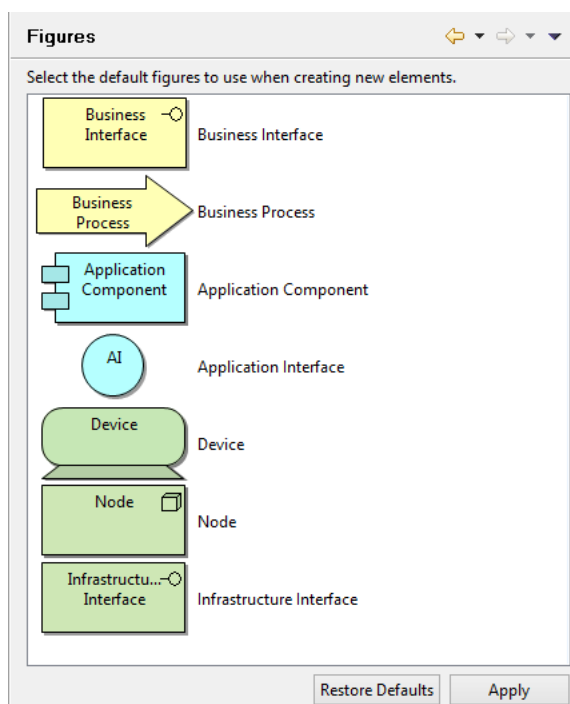 Figures
Select the default figures to use when creating new elements.
Business
Interface
Business Interface
Business
Process
Business Process
Application
Component
Application Component
AI
Application Interface
Device
Device
Node
Node
Infrastructu...
Interface
Infrastructure Interface
Restore Defaults
Apply